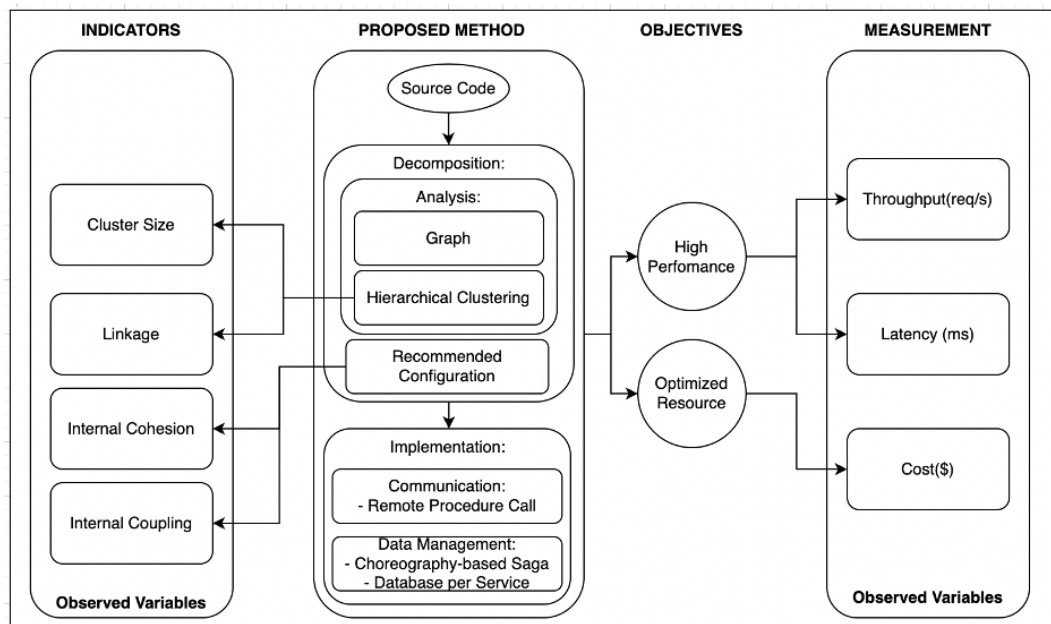 INDICATORS
PROPOSED METHOD
OBJECTIVES
MEASUREMENT
Cluster Size
Linkage
Internal Cohesion
Internal Coupling
Observed Variables
Source Code
Decomposition:
Analysis:
Graph
Hierarchical Clustering
Recommended
Configuration
Implementation:
Communication:
- Remote Procedure Call
Data Management:
- Choreography-based Saga
- Database per Service
High
Perfomance
Optimized
Resource
Throughput(req/s)
Latency (ms)
Cost($)
Observed Variables